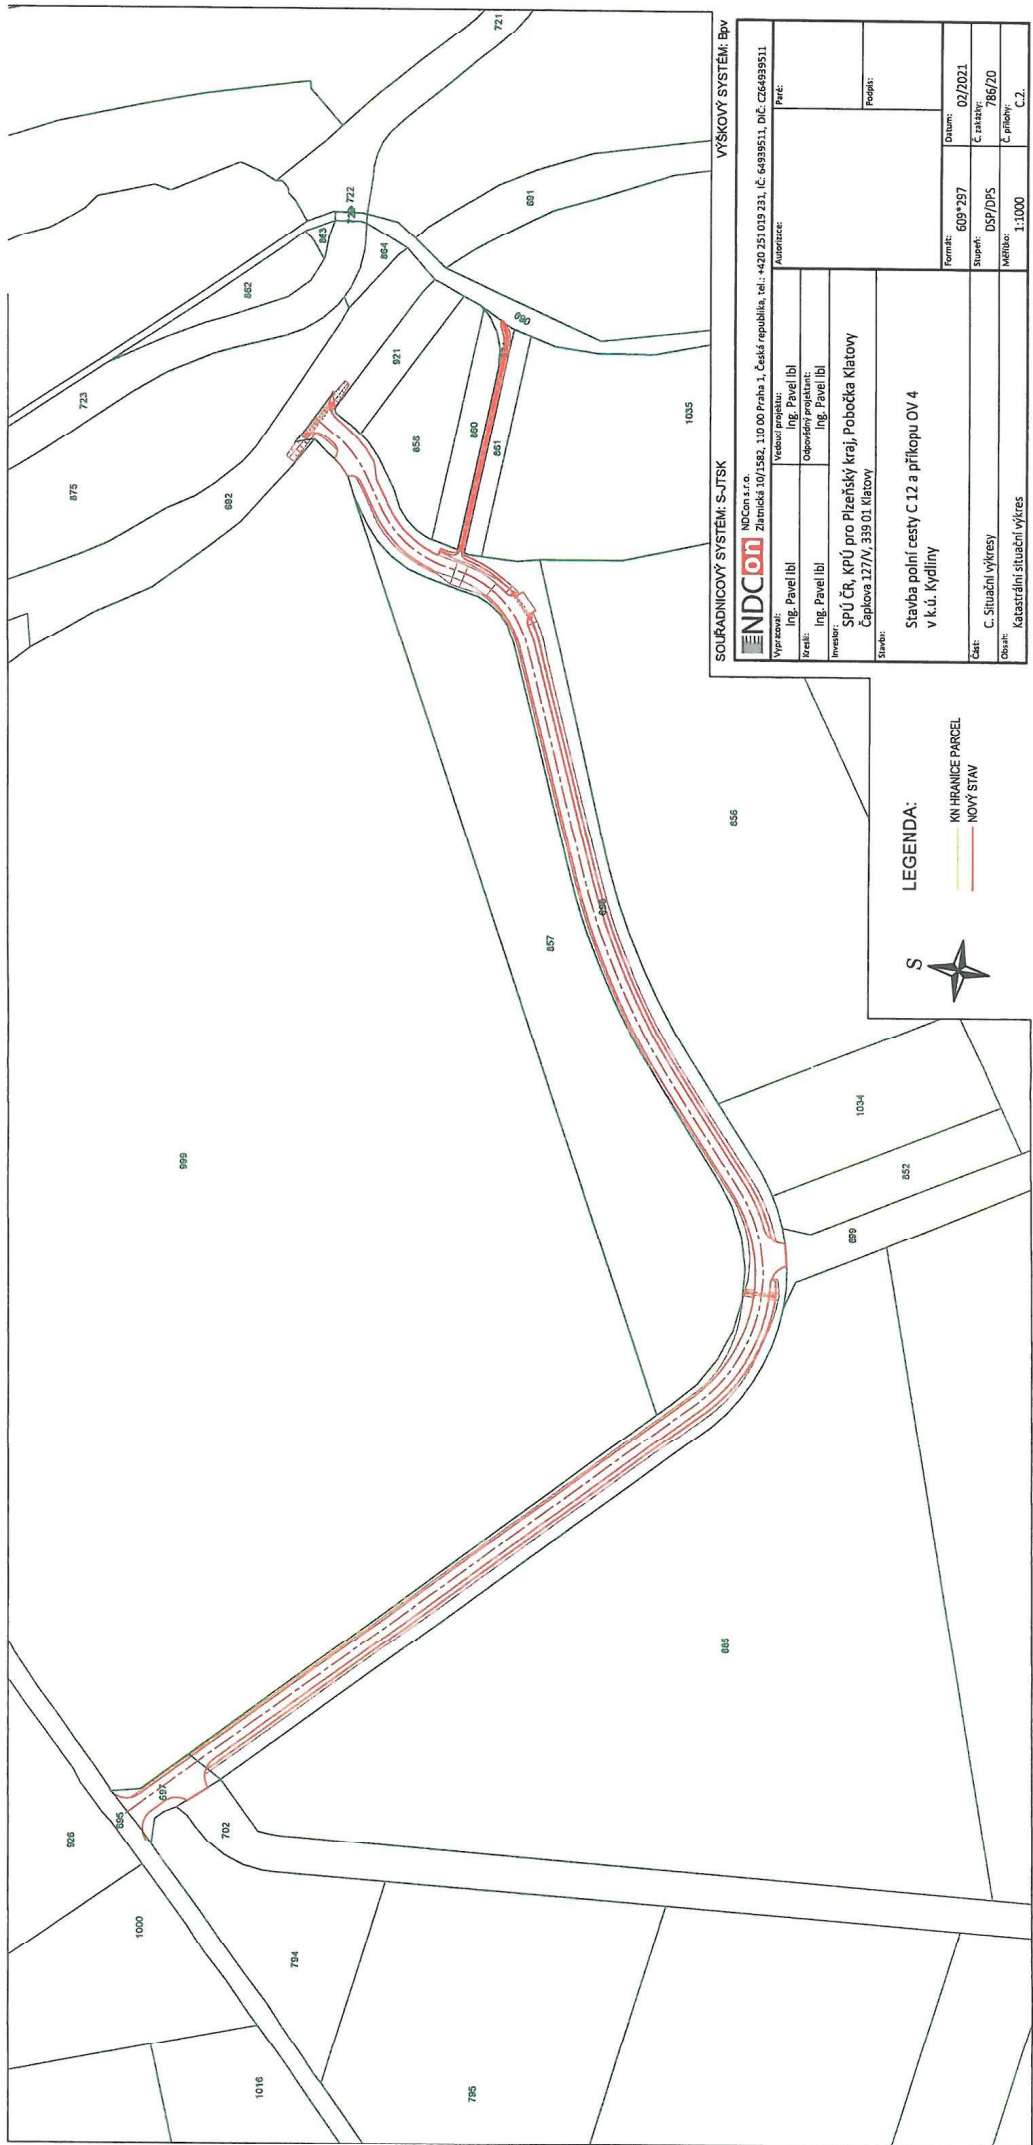 926
695
697
1000
702
794
1016
795
885
999
857
698
699
852
1034
856
875
723
692
862
863
722
721
864
921
858
860
861
690
691
1035
SOUŘADNICOVÝ SYSTÉM: S-JTSK
VÝŠKOVÝ SYSTÉM: Bpv
NDCon
NDCon s.r.o.
Zlatnická 10/1582, 110 00 Praha 1, Česká republika, tel.: +420 251 019 231, IČ: 64939511, DIČ: CZ64939511
Vypracoval:
Ing. Pavel Ibl
Vedoucí projektu:
Ing. Pavel Ibl
Autorizace:
Paré:
Kreslil:
Ing. Pavel Ibl
Odpovědný projektant:
Ing. Pavel Ibl
Investor:
SPÚ ČR, KPÚ pro Plzeňský kraj, Pobočka Klatovy
Čapkova 127/V, 339 01 Klatovy
Podpis:
Stavba:
Stavba polní cesty C 12 a příkopu OV 4
v k.ú. Kydliny
Formát:
609*297
Datum:
02/2021
Část:
C. Situační výkresy
Stupeň:
DSP/DPS
Č. zakázky:
786/20
Obsah:
Katastrální situační výkres
Měřítko:
1:1000
Č. přílohy:
C.2.
S
LEGENDA:
KN HRANICE PARCEL
NOVÝ STAV